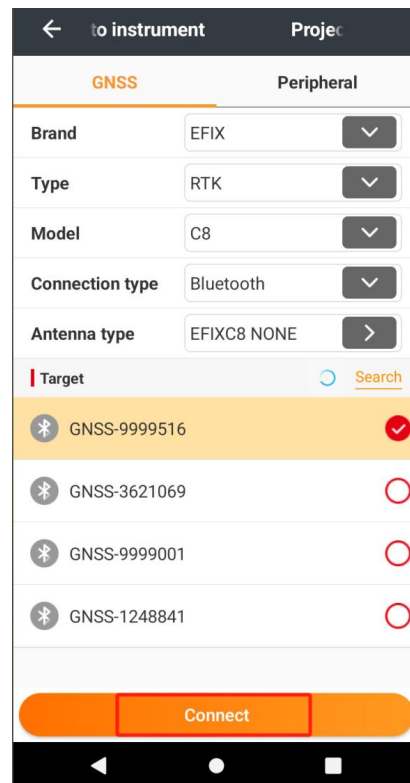 to instrument Projec
GNSS Peripheral
Brand EFIX
Type RTK
Model C8
Connection type Bluetooth
Antenna type EFIXC8 NONE
Target Search
GNSS-9999516
GNSS-3621069
GNSS-9999001
GNSS-1248841
Connect